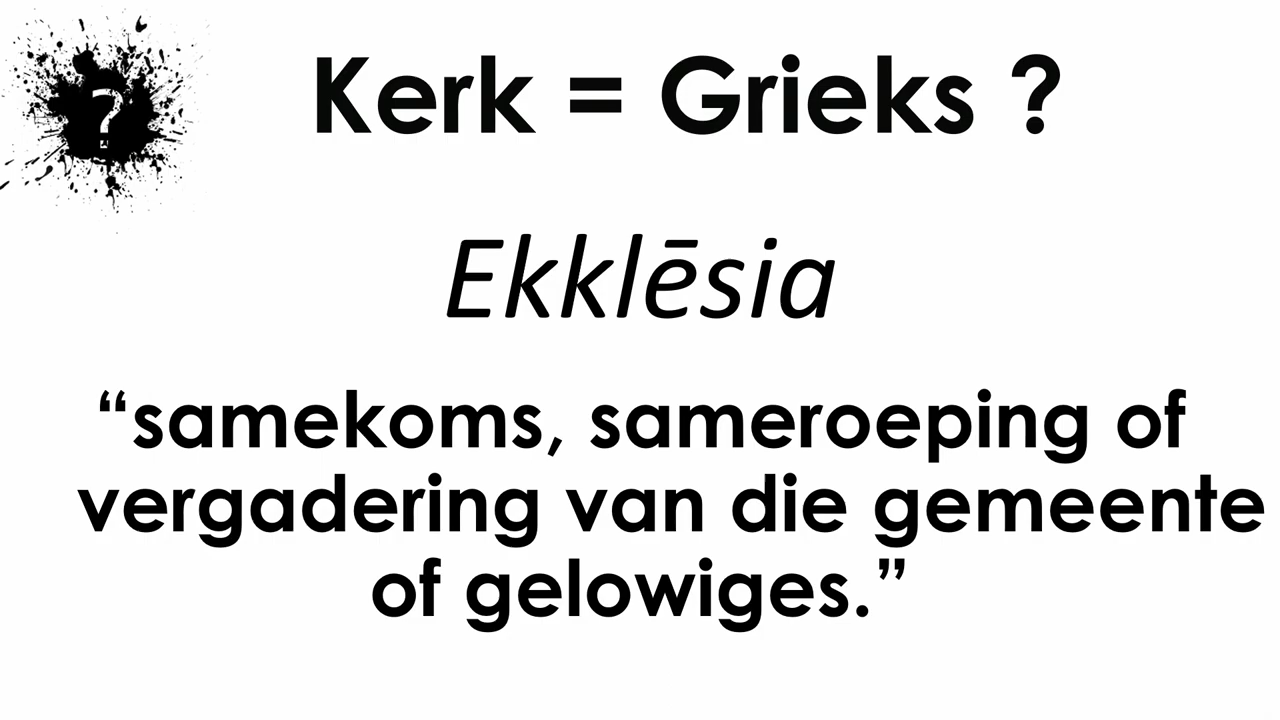 ?
Kerk = Grieks ?
Ekklēsia
“samekoms, sameroeping of
vergadering van die gemeente
of gelowiges.”